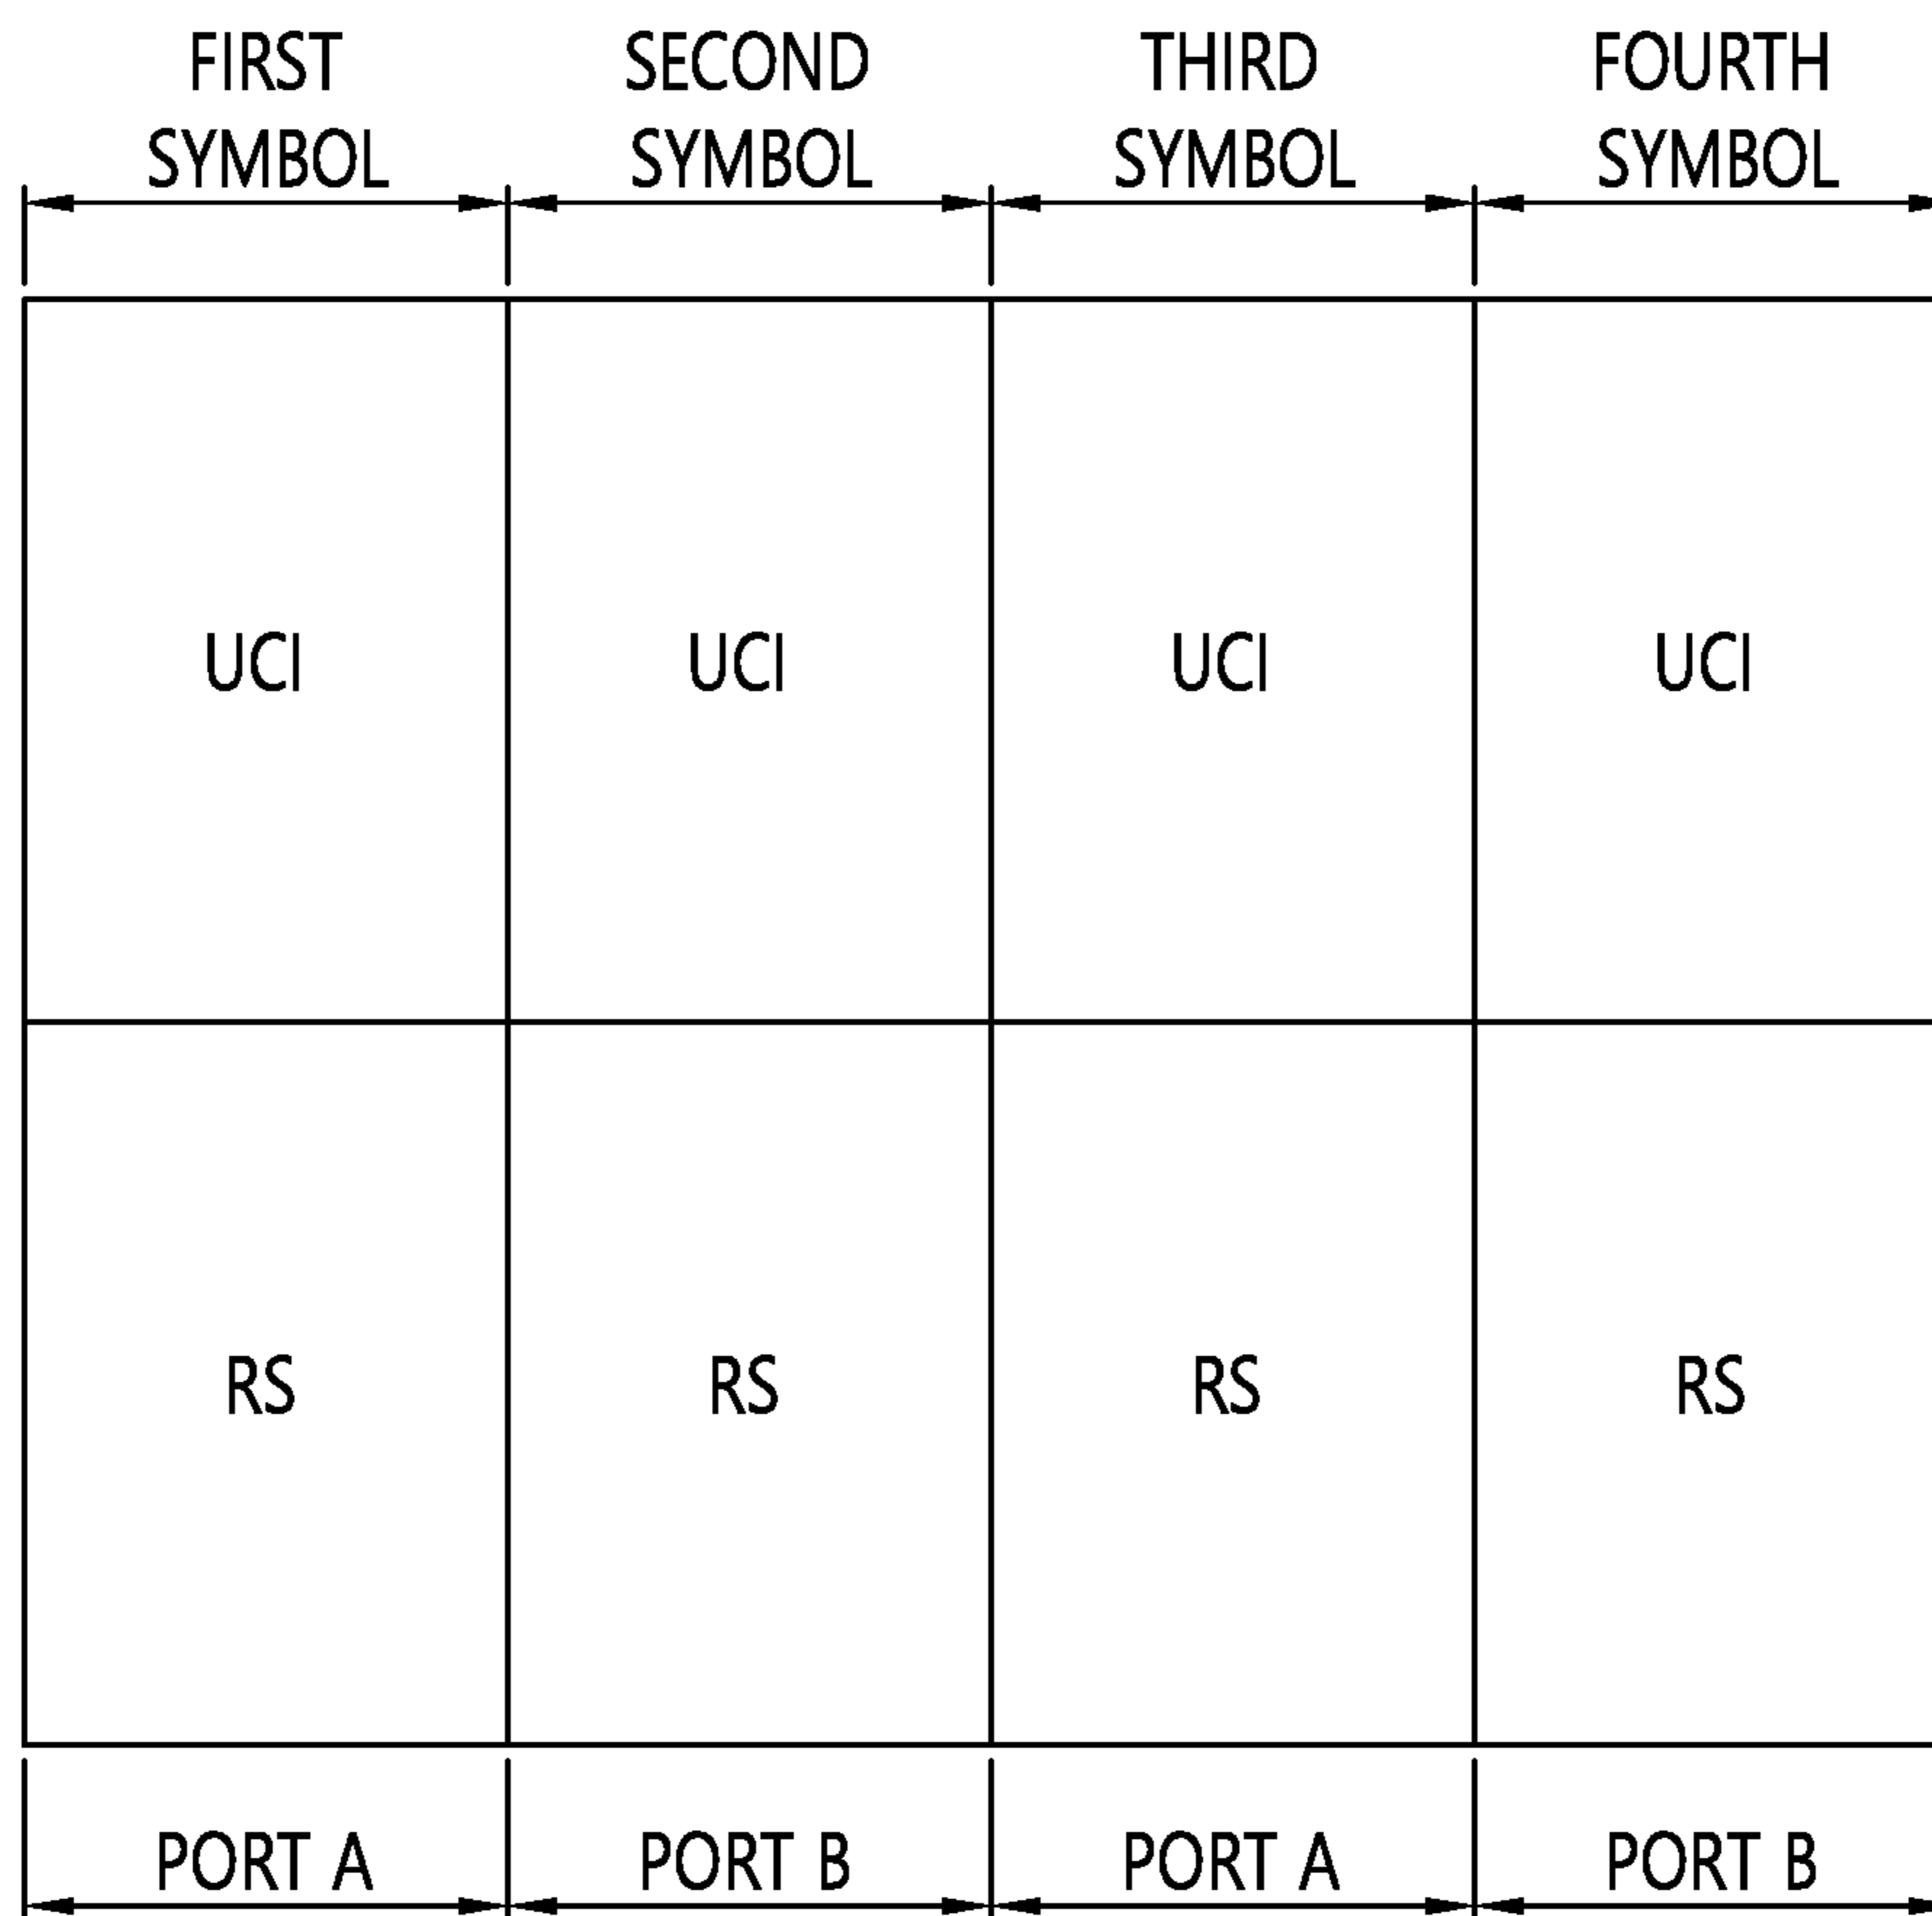 FIRST SECOND THIRD FOURTH
SYMBOL SYMBOL SYMBOL SYMBOL
UCI UCI UCI UCI
RS RS RS RS
PORT A PORT B PORT A PORT B